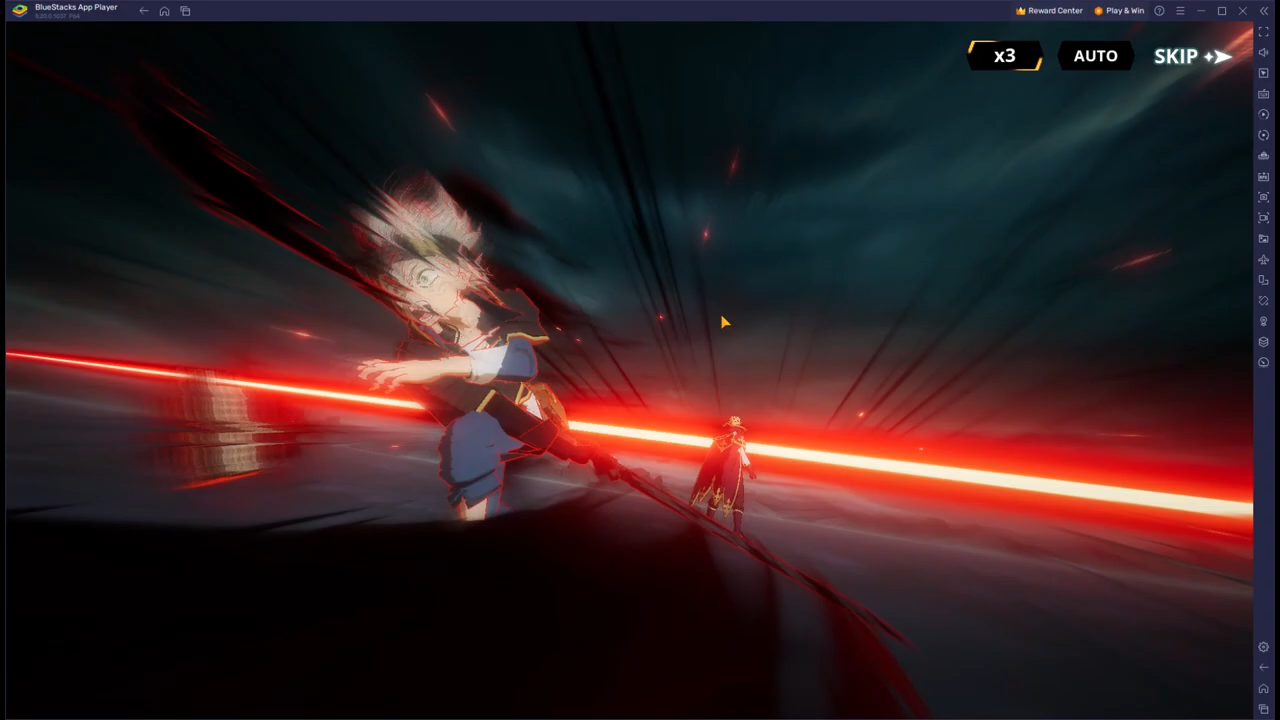 BlueStacks App Player
Reward Center
Play & Win
x3
AUTO
SKIP